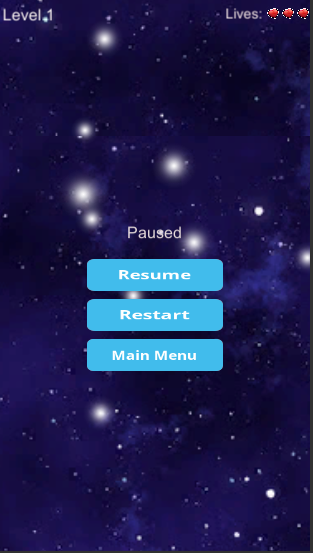 Level 1
Lives:
Paused
Resume
Restart
Main Menu